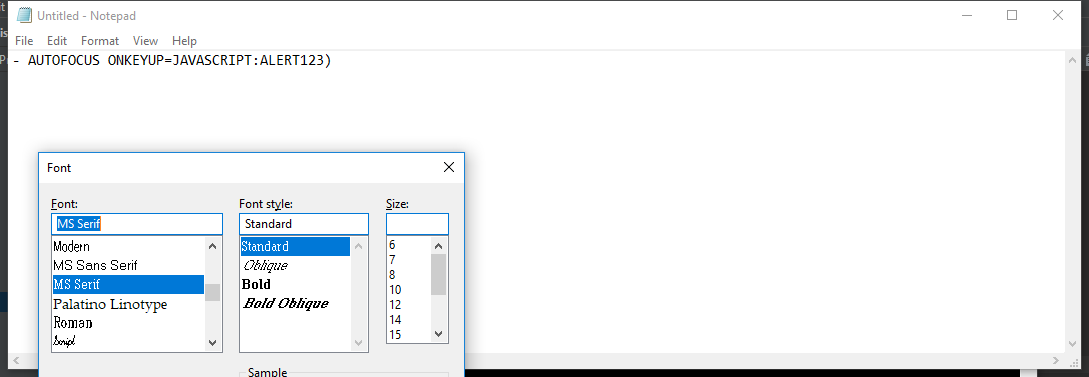 Untitled - Notepad
File Edit Format View Help
- AUTOFOCUS ONKEYUP=JAVASCRIPT:ALERT123)
Font
Font: Font style: Size:
MS Serif Standard
Modern Standard 6
MS Sans Serif Oblique 7
MS Serif Bold 8
Palatino Linotype Bold Oblique 10
Roman 12
Script 14
15
Sample